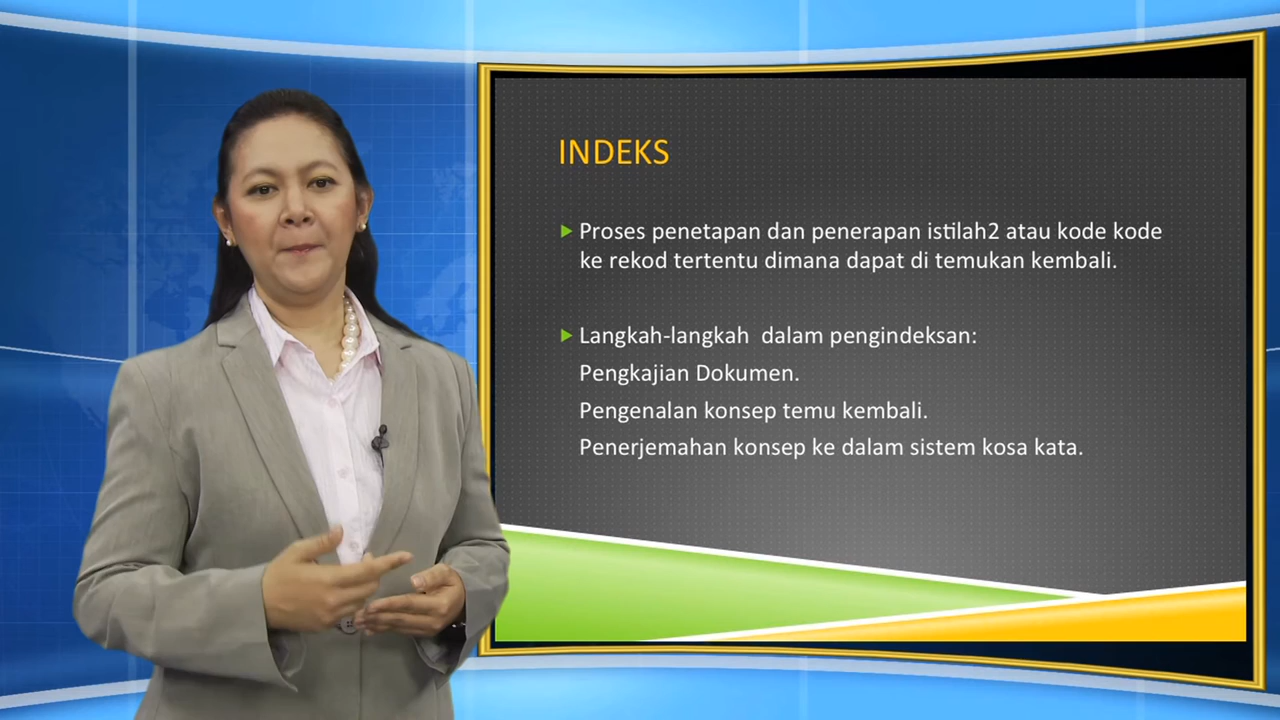 INDEKS
Proses penetapan dan penerapan istilah2 atau kode kode
ke rekod tertentu dimana dapat di temukan kembali.
Langkah-langkah dalam pengindeksan:
Pengkajian Dokumen.
Pengenalan konsep temu kembali.
Penerjemahan konsep ke dalam sistem kosa kata.